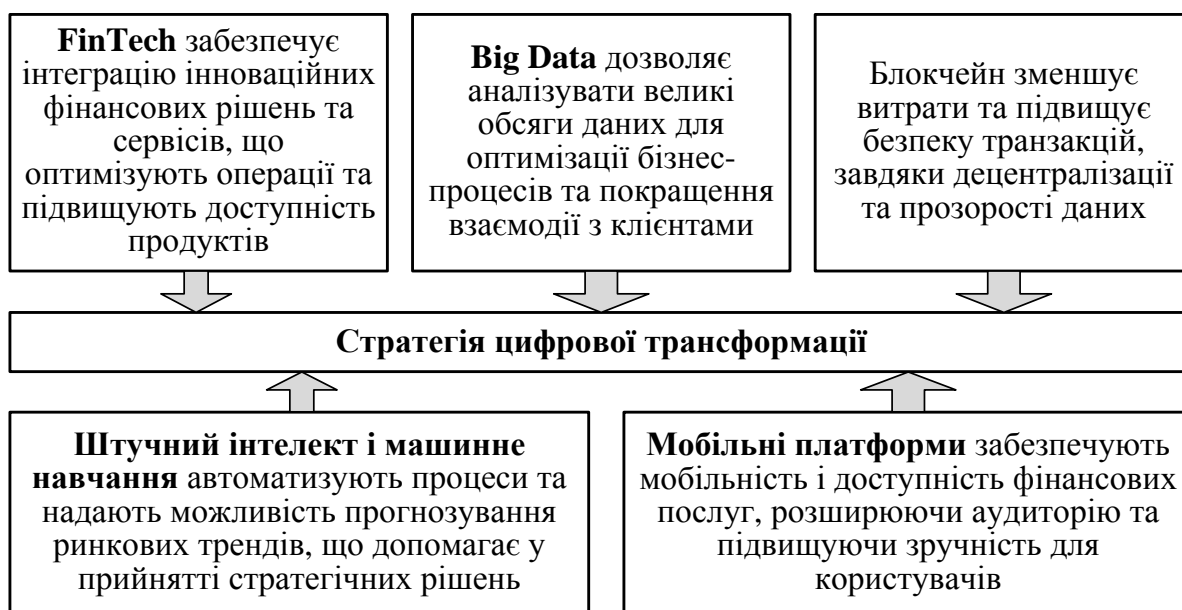 FinTech забезпечує
інтеграцію інноваційних
фінансових рішень та
сервісів, що
оптимізують операції та
підвищують доступність
продуктів
Big Data дозволяє
аналізувати великі
обсяги даних для
оптимізації бізнес-
процесів та покращення
взаємодії з клієнтами
Блокчейн зменшує
витрати та підвищує
безпеку транзакцій,
завдяки децентралізації
та прозорості даних
Стратегія цифрової трансформації
Штучний інтелект і машинне
навчання автоматизують процеси та
надають можливість прогнозування
ринкових трендів, що допомагає у
прийнятті стратегічних рішень
Мобільні платформи забезпечують
мобільність і доступність фінансових
послуг, розширюючи аудиторію та
підвищуючи зручність для
користувачів